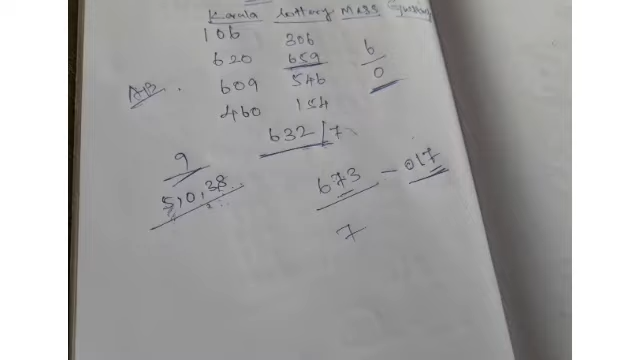 Karula lottery Mass Guessing
106 306
620 659 6
609 546 0
AB.
460 154
632/7
9
5,0,38
673 - 017
7